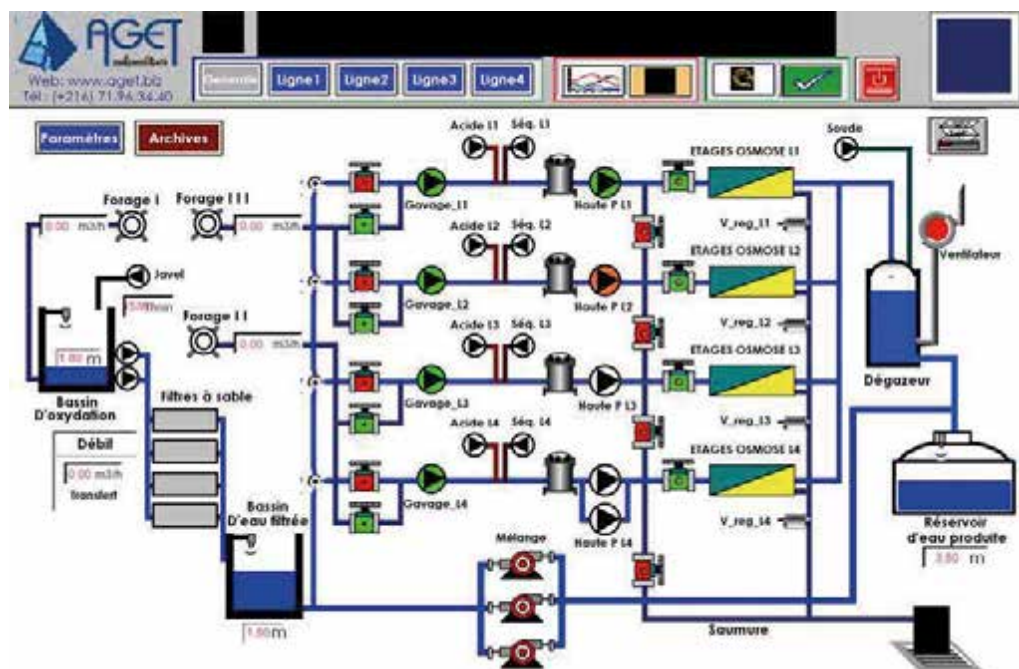 AGET
Web: www.aget.biz
Tél : (+216) 71.96.36.40
Ligne1
Ligne2
Ligne3
Ligne4
Paramètres
Archives
Acide L1
Séq. L1
Soude
ETAGES OSMOSE L1
Forage I
Forage III
0.00 m3/h
0.00 m3/h
Gavage_L1
Haute P L1
V_reg_L1
Acide L2
Séq. L2
ETAGES OSMOSE L2
Ventilateur
Javel
Gavage_L2
Haute P L2
Forage II
V_reg_L2
0.00 m3/h
Acide L3
Séq. L3
ETAGES OSMOSE L3
1.80 m
Dégazeur
Bassin
D'oxydation
Filtres à sable
Gavage_L3
Haute P L3
V_reg_L3
Débit
0.00 m3/h
Transfert
Acide L4
Séq. L4
ETAGES OSMOSE L4
Bassin
D'eau filtrée
Gavage_L4
Haute P L4
V_reg_L4
Réservoir
d'eau produite
Mélange
m
m
Saumure